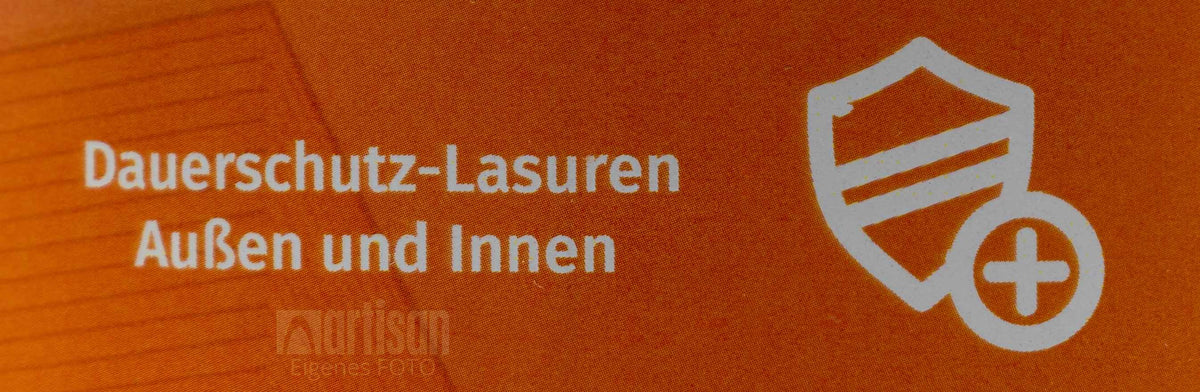 Dauerschutz-Lasuren
Außen und Innen
artisan
Eigenes FOTO